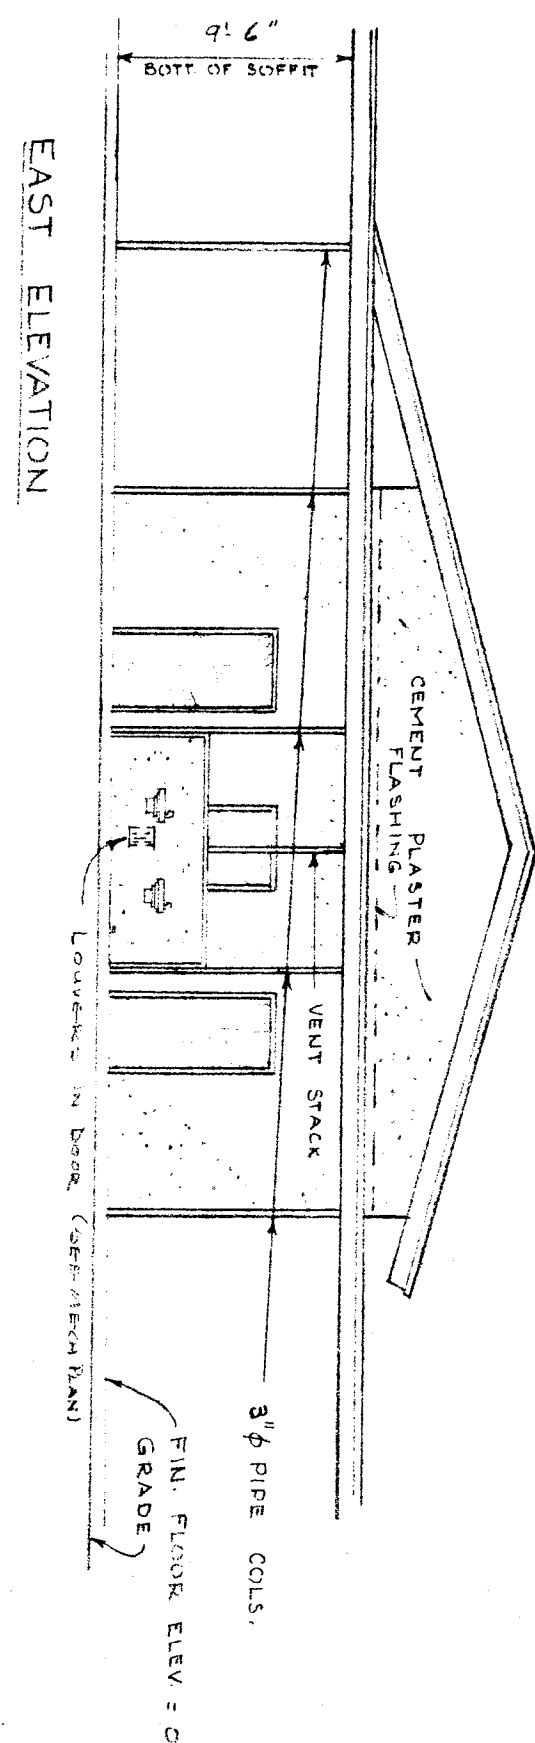 9'-6"
BOTT. OF SOFFIT
CEMENT PLASTER
FLASHING
VENT STACK
3"ϕ PIPE COLS.
FIN. FLOOR ELEV. = 0
GRADE
LOUVERS IN DOOR (SEE MECH PLAN)
EAST ELEVATION